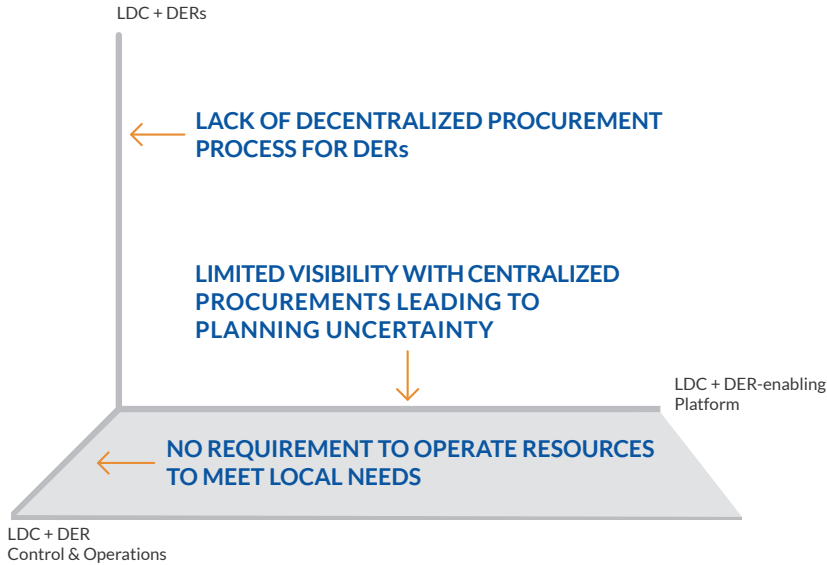 LDC + DERs
LACK OF DECENTRALIZED PROCUREMENT
PROCESS FOR DERs
LIMITED VISIBILITY WITH CENTRALIZED
PROCUREMENTS LEADING TO
PLANNING UNCERTAINTY
LDC + DER-enabling
Platform
NO REQUIREMENT TO OPERATE RESOURCES
TO MEET LOCAL NEEDS
LDC + DER
Control & Operations